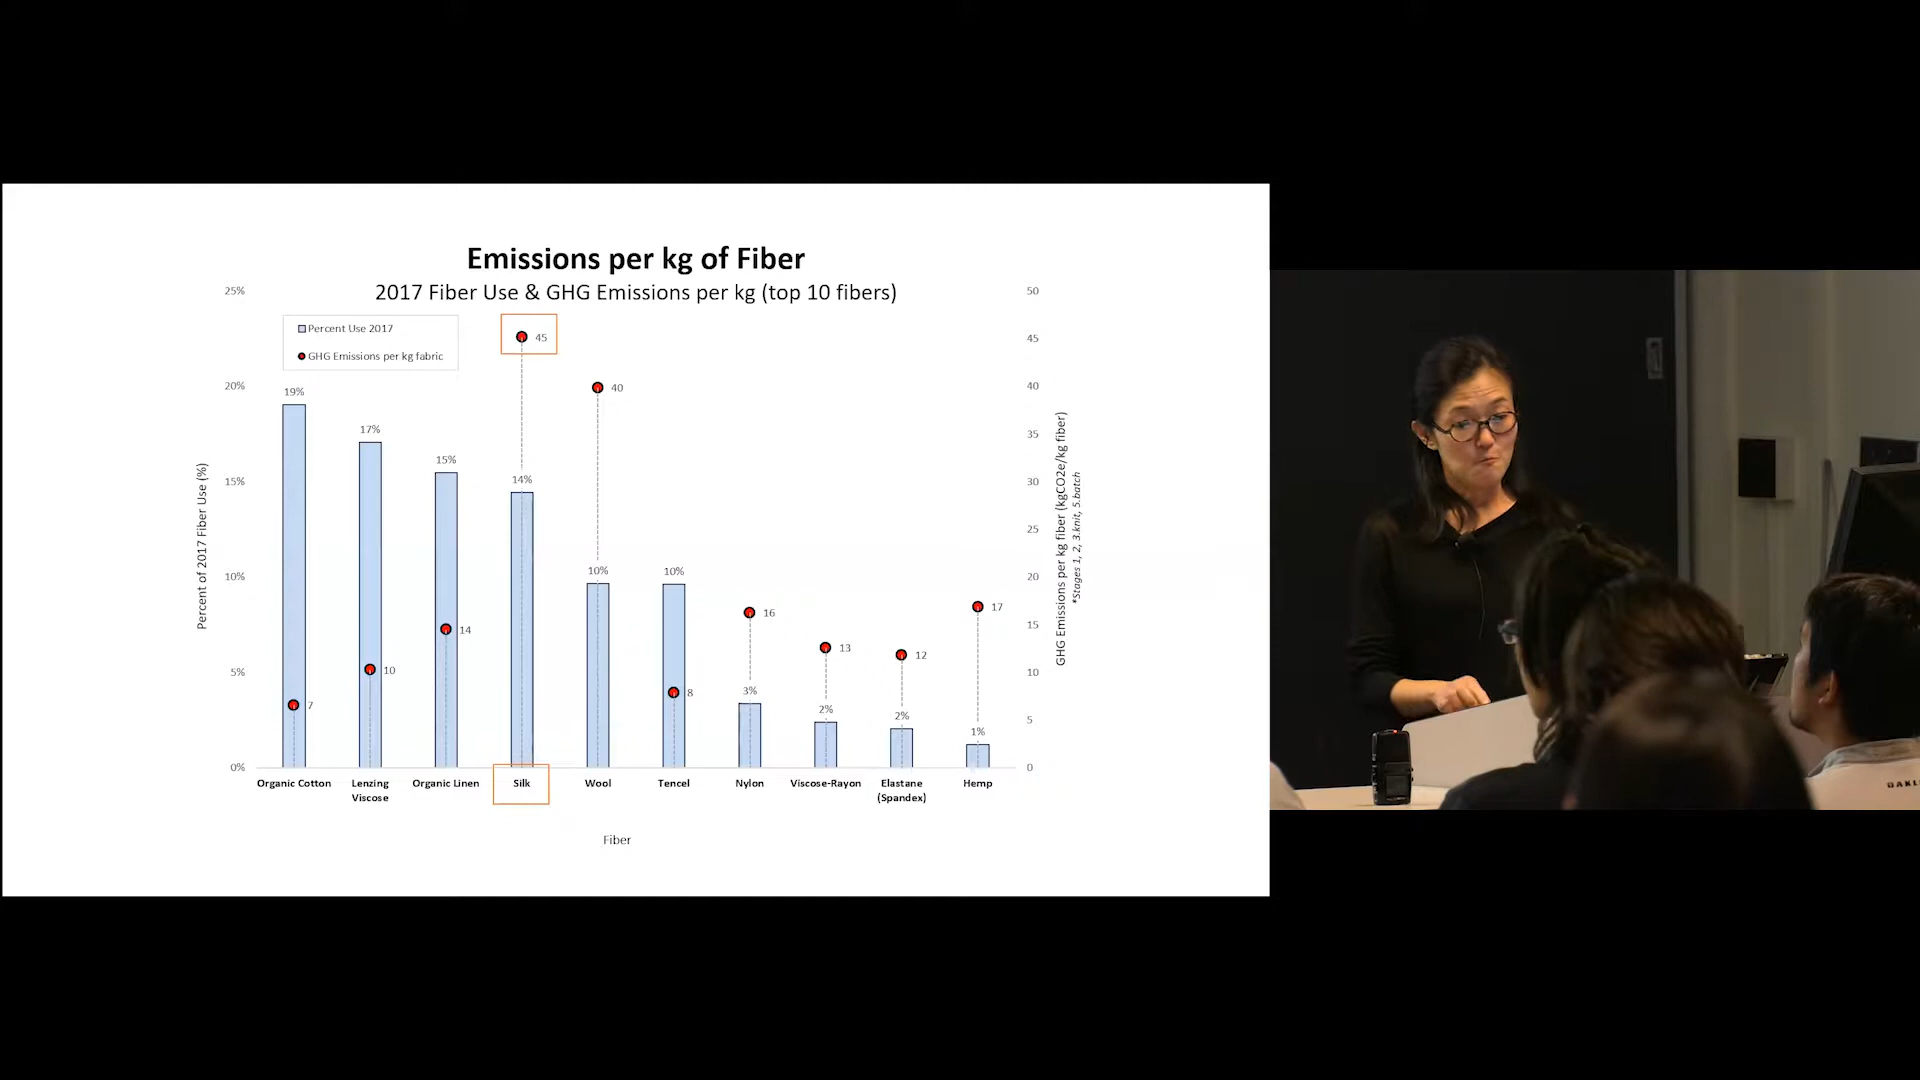 Emissions per kg of Fiber
2017 Fiber Use & GHG Emissions per kg (top 10 fibers)
Percent Use 2017
GHG Emissions per kg fabric
Percent of 2017 Fiber Use (%)
25%
20%
15%
10%
5%
0%
19%
17%
15%
14%
10%
10%
3%
2%
2%
1%
7
10
14
45
40
8
16
13
12
17
50
45
40
35
30
25
20
15
10
5
0
GHG Emissions per kg fiber (kgCO2e/kg fiber)
*Stages 1, 2, 3.knit, 5.batch
Organic Cotton
Lenzing
Viscose
Organic Linen
Silk
Wool
Tencel
Nylon
Viscose-Rayon
Elastane
(Spandex)
Hemp
Fiber
OAKL